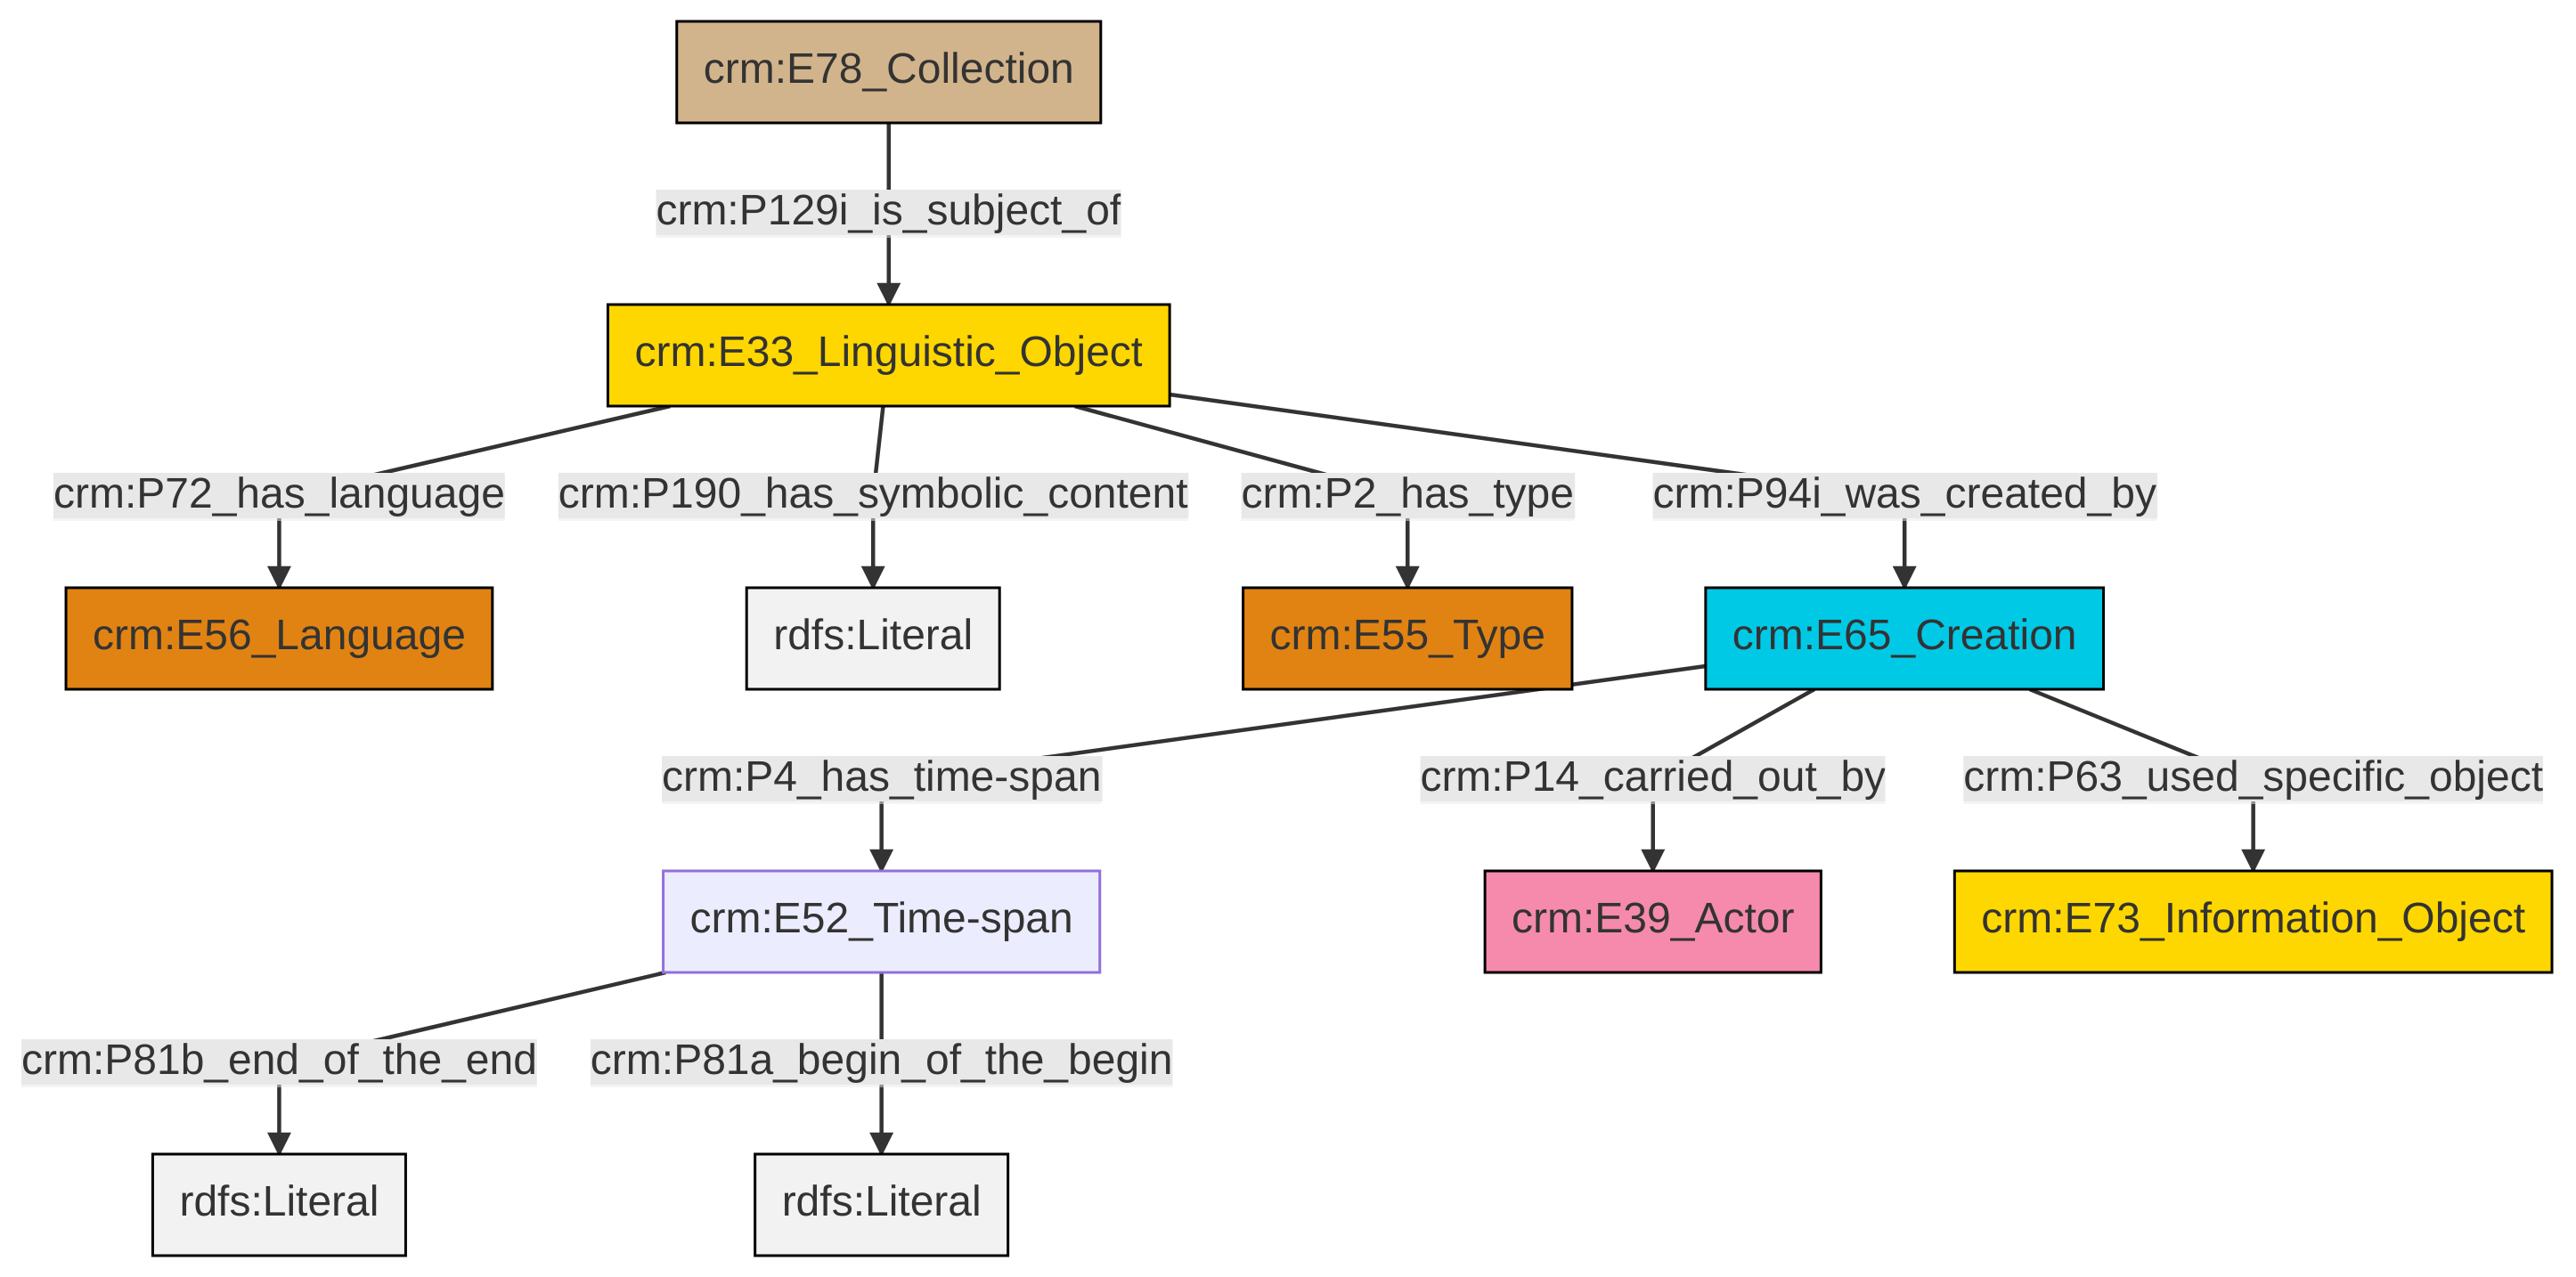 crm:E78_Collection
crm:P129i_is_subject_of
crm:E33_Linguistic_Object
crm:P72_has_language
crm:P190_has_symbolic_content
crm:P2_has_type
crm:P94i_was_created_by
crm:E56_Language
rdfs:Literal
crm:E55_Type
crm:E65_Creation
crm:P4_has_time-span
crm:P14_carried_out_by
crm:P63_used_specific_object
crm:E52_Time-span
crm:E39_Actor
crm:E73_Information_Object
crm:P81b_end_of_the_end
crm:P81a_begin_of_the_begin
rdfs:Literal
rdfs:Literal